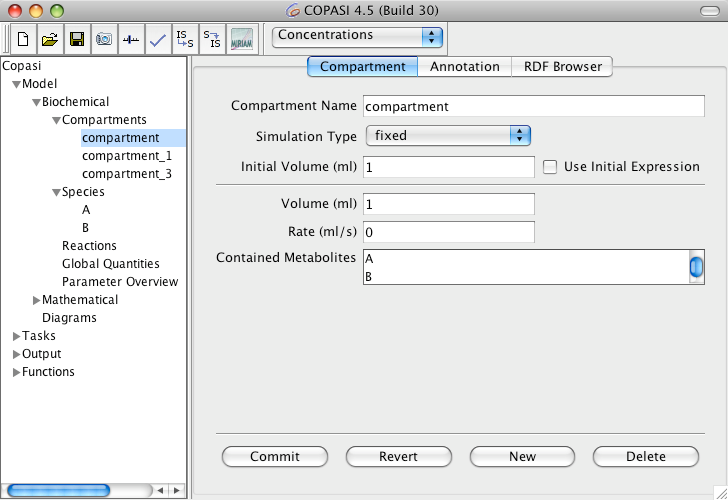 COPASI 4.5 (Build 30)
IS→S
S→IS
MIRIAM
Concentrations
Copasi
Model
Biochemical
Compartments
compartment
compartment_1
compartment_3
Species
A
B
Reactions
Global Quantities
Parameter Overview
Mathematical
Diagrams
Tasks
Output
Functions
Compartment Annotation RDF Browser
Compartment Name compartment
Simulation Type fixed
Initial Volume (ml) 1 Use Initial Expression
Volume (ml) 1
Rate (ml/s) 0
Contained Metabolites A
B
Commit Revert New Delete